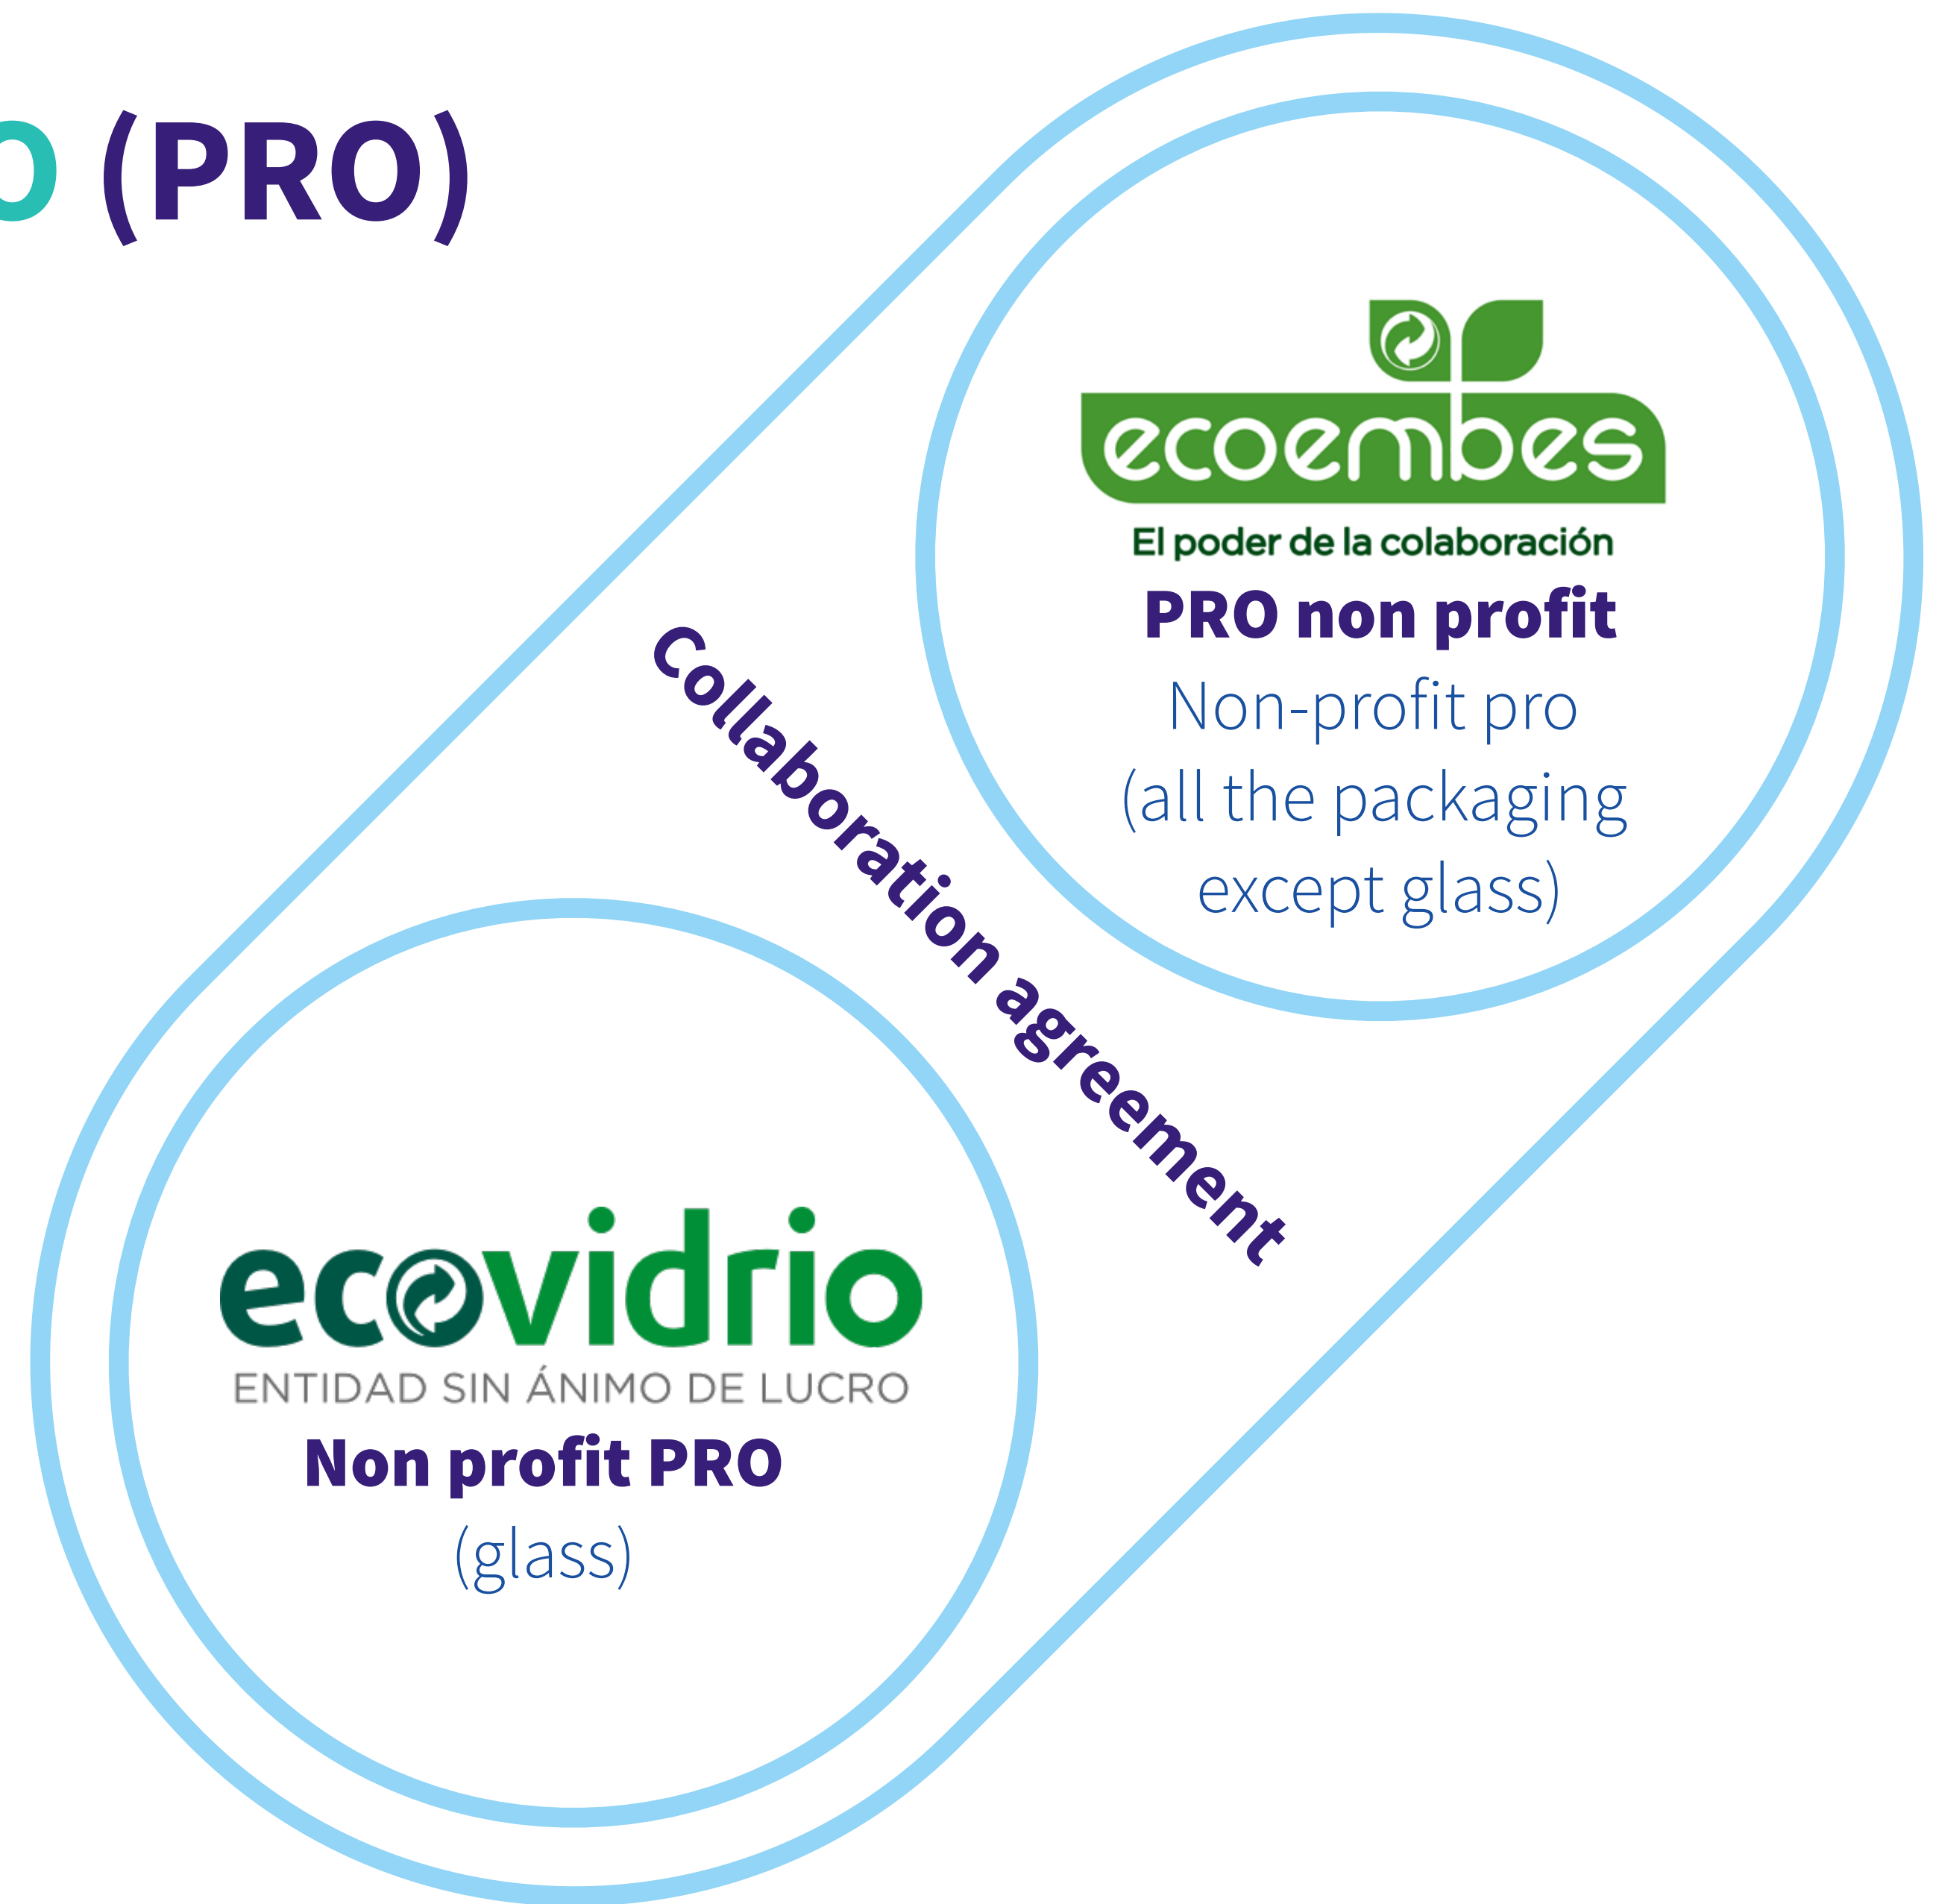 (PRO)
ecoembes
El poder de la colaboración
PRO non profit
Non-profit pro
(all the packaging
except glass)
Collaboration agreement
ecovidrio
ENTIDAD SIN ÁNIMO DE LUCRO
Non profit PRO
(glass)